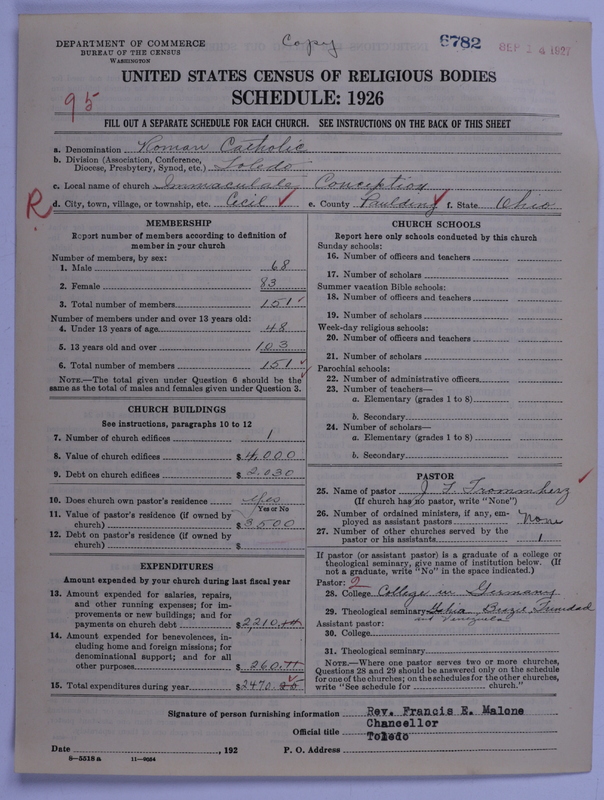 DEPARTMENT OF COMMERCE
BUREAU OF THE CENSUS
WASHINGTON
Copy
6782
SEP 14 1927
UNITED STATES CENSUS OF RELIGIOUS BODIES
SCHEDULE: 1926
95
FILL OUT A SEPARATE SCHEDULE FOR EACH CHURCH. SEE INSTRUCTIONS ON THE BACK OF THIS SHEET
a. Denomination Roman Catholic
b. Division (Association, Conference, Diocese, Presbytery, Synod, etc.) Toledo
c. Local name of church Immaculate Conception
R d. City, town, village, or township, etc. Cecil e. County Paulding f. State Ohio
MEMBERSHIP
Report number of members according to definition of
member in your church
Number of members, by sex:
1. Male 68
2. Female 83
3. Total number of members 151
Number of members under and over 13 years old:
4. Under 13 years of age 48
5. 13 years old and over 103
6. Total number of members 151
NOTE.—The total given under Question 6 should be the
same as the total of males and females given under Question 3.
CHURCH BUILDINGS
See instructions, paragraphs 10 to 12
7. Number of church edifices 1
8. Value of church edifices $ 4,000
9. Debt on church edifices $ 2,030
10. Does church own pastor's residence yes
Yes or No
11. Value of pastor's residence (if owned by
church) $ 3500
12. Debt on pastor's residence (if owned by
church) $
EXPENDITURES
Amount expended by your church during last fiscal year
13. Amount expended for salaries, repairs,
and other running expenses; for im-
provements or new buildings; and for
payments on church debt $ 2210.
14. Amount expended for benevolences, in-
cluding home and foreign missions; for
denominational support; and for all
other purposes $ 260.
15. Total expenditures during year $ 2470.
CHURCH SCHOOLS
Report here only schools conducted by this church
Sunday schools:
16. Number of officers and teachers
17. Number of scholars
Summer vacation Bible schools:
18. Number of officers and teachers
19. Number of scholars
Week-day religious schools:
20. Number of officers and teachers
21. Number of scholars
Parochial schools:
22. Number of administrative officers
23. Number of teachers—
a. Elementary (grades 1 to 8)
b. Secondary
24. Number of scholars—
a. Elementary (grades 1 to 8)
b. Secondary
PASTOR
25. Name of pastor J. F. Trommherz
(If church has no pastor, write "None")
26. Number of ordained ministers, if any, em-
ployed as assistant pastors None
27. Number of other churches served by the
pastor or his assistants 1
If pastor (or assistant pastor) is a graduate of a college or
theological seminary, give name of institution below. (If
not a graduate, write "No" in the space indicated.)
Pastor: 2
28. College College in Germany
29. Theological seminary Brazil Trinidad
and Venezuela
Assistant pastor:
30. College
31. Theological seminary
NOTE.—Where one pastor serves two or more churches,
Questions 28 and 29 should be answered only on the schedule
for one of the churches; on the schedules for the other churches,
write "See schedule for church."
Signature of person furnishing information Rev. Francis E. Malone
Official title Chancellor
Toledo
Date , 192 P. O. Address
8—5518 a 11—9034